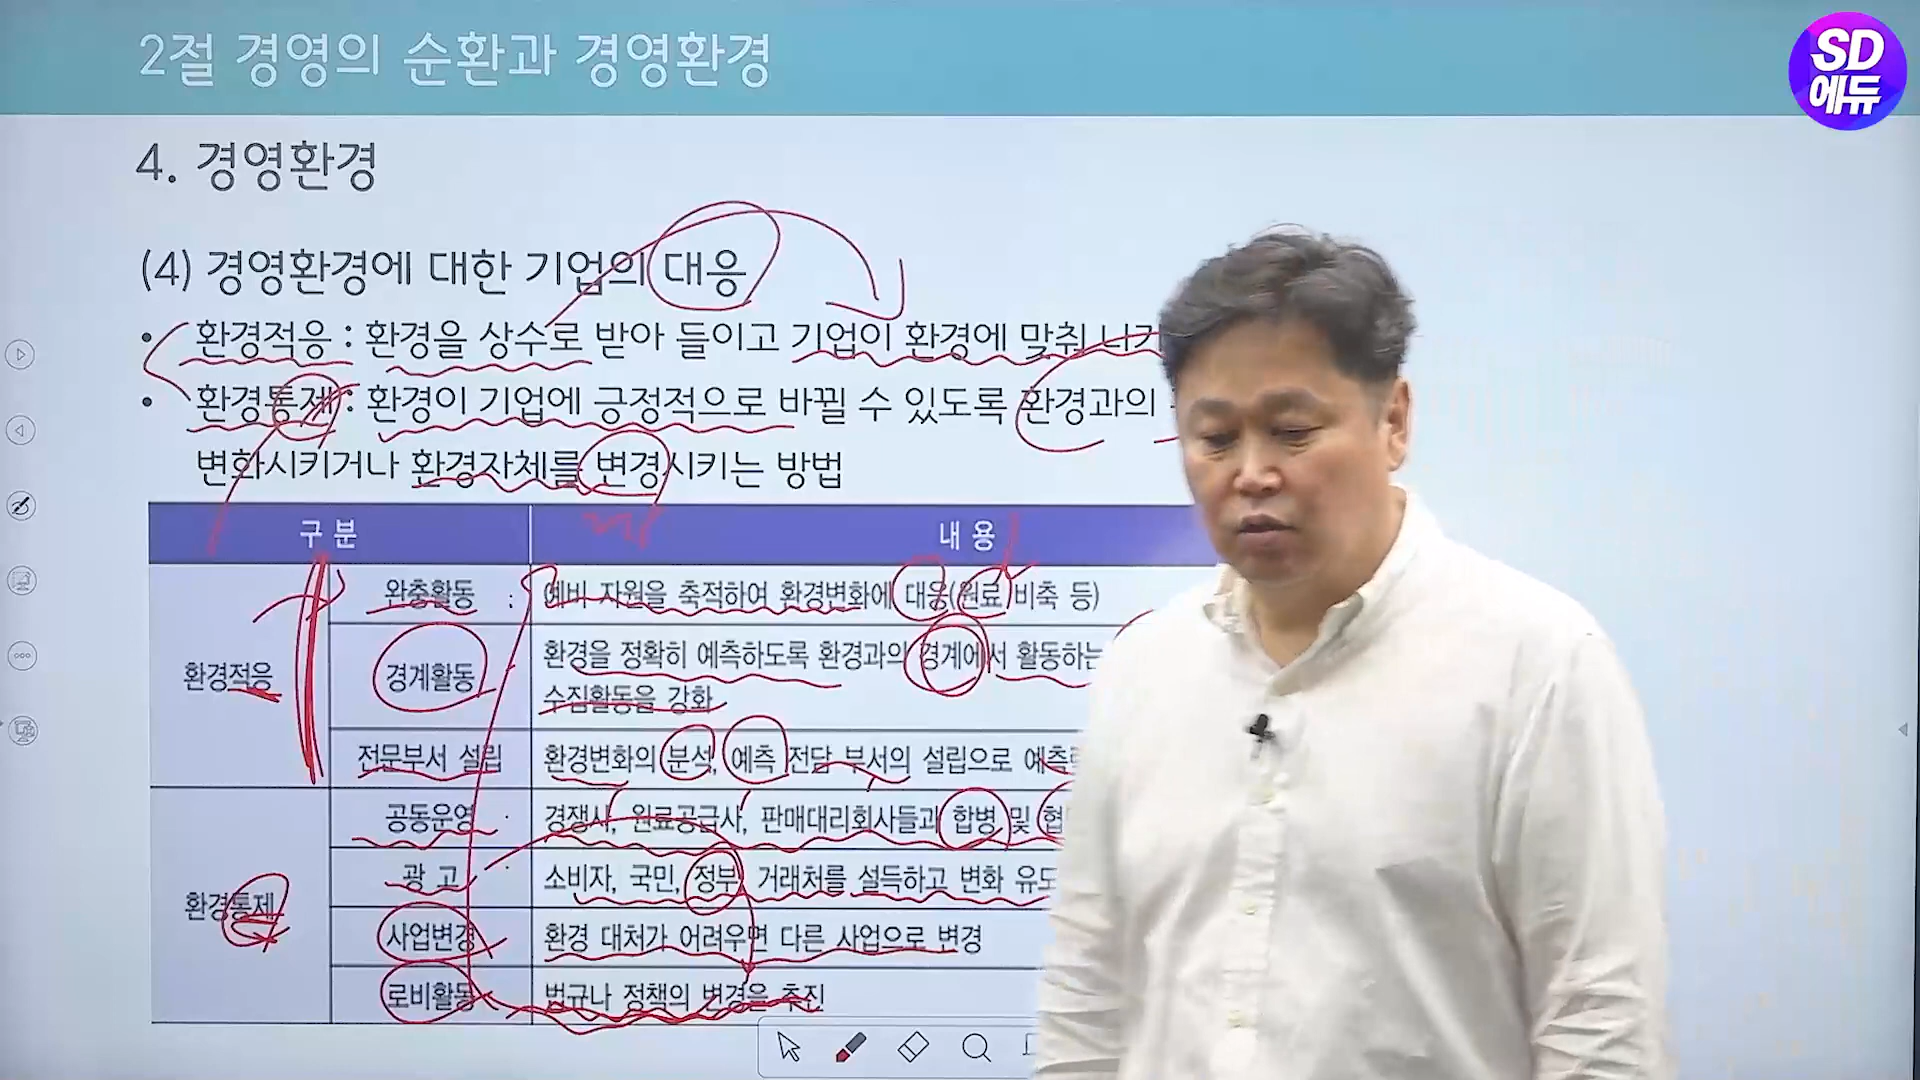 2절 경영의 순환과 경영환경
SD
에듀
4. 경영환경
(4) 경영환경에 대한 기업의 대응
• 환경적응 : 환경을 상수로 받아 들이고 기업이 환경에 맞춰
• 환경통제 : 환경이 기업에 긍정적으로 바뀔 수 있도록 환경과의
변화시키거나 환경자체를 변경시키는 방법
구 분 내 용
환경적응
완충활동 예비 자원을 축적하여 환경변화에 대응(원료 비축 등)
경계활동 환경을 정확히 예측하도록 환경과의 경계에서 활동하는
수집활동을 강화
전문부서 설립 환경변화의 분석, 예측 전담 부서의 설립으로
환경통제
공동운영 경쟁사, 원료공급사, 판매대리회사들과 합병 및
광 고 소비자, 국민, 정부, 거래처를 설득하고 변화 유도
사업변경 환경 대처가 어려우면 다른 사업으로 변경
로비활동 법규나 정책의 변경을 추진